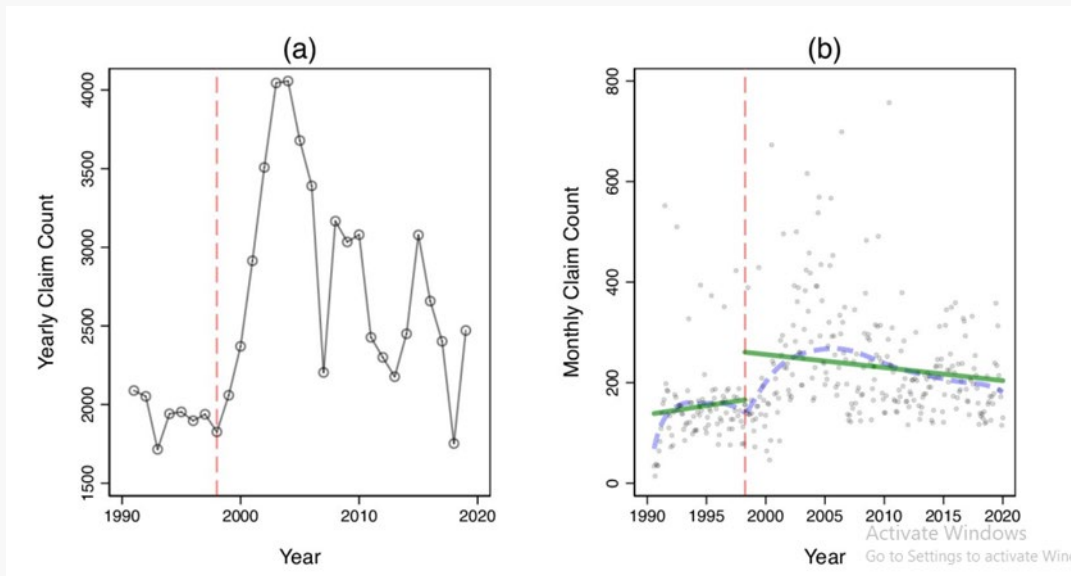 (a)
Yearly Claim Count
4000
3500
3000
2500
2000
1500
1990
2000
2010
2020
Year
(b)
Monthly Claim Count
800
600
400
200
0
1990
1995
2000
2005
2010
2015
2020
Year
Activate Windows
Go to Settings to activate Win